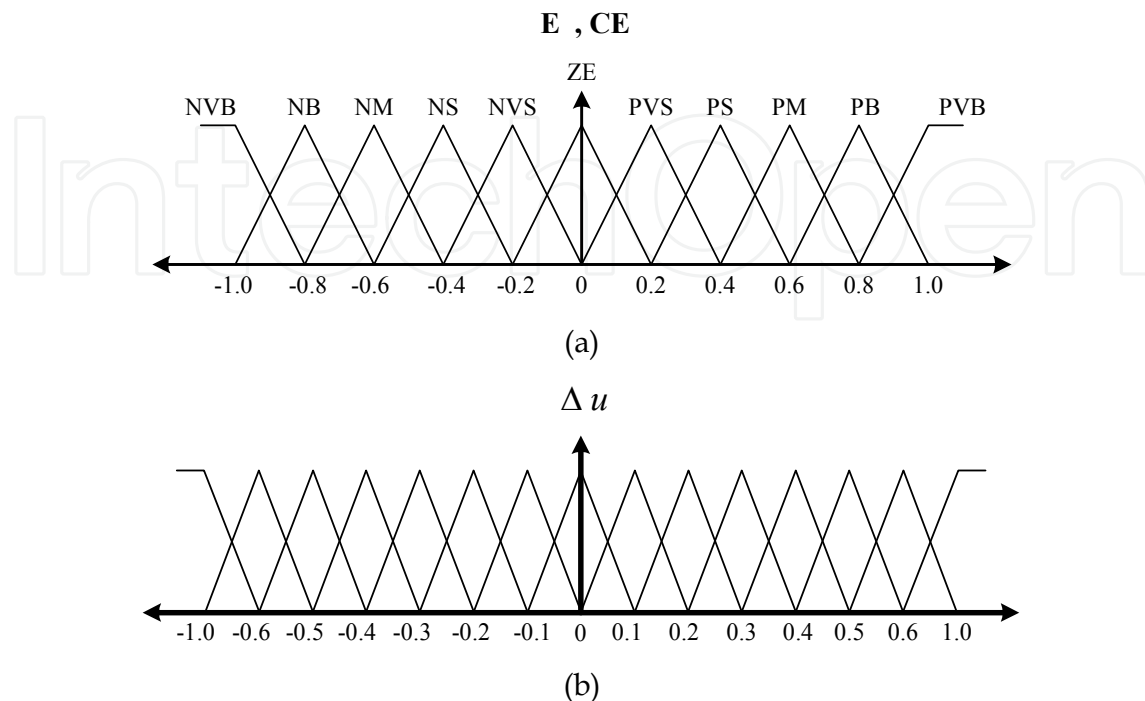 E , CE
ZE
NVB NB NM NS NVS PVS PS PM PB PVB
IntechOpen
-1.0 -0.8 -0.6 -0.4 -0.2 0 0.2 0.4 0.6 0.8 1.0
(a)
Δ u
-1.0 -0.6 -0.5 -0.4 -0.3 -0.2 -0.1 0 0.1 0.2 0.3 0.4 0.5 0.6 1.0
(b)